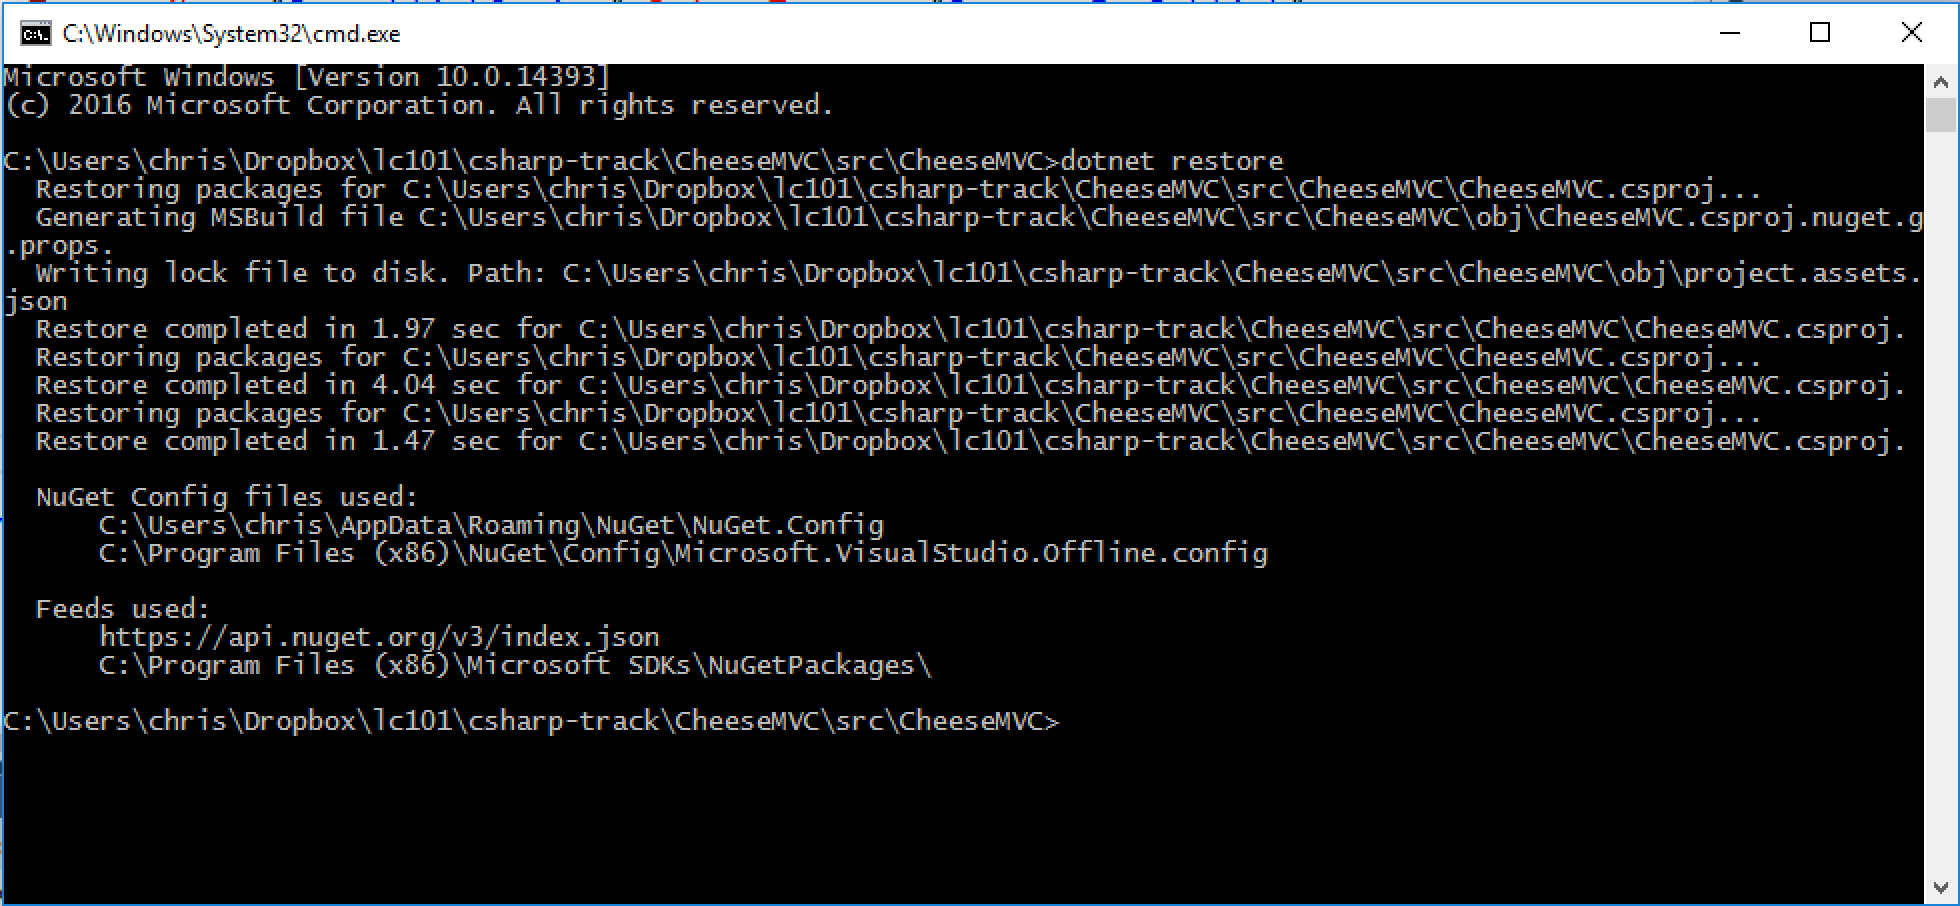 C:\Windows\System32\cmd.exe
Microsoft Windows [Version 10.0.14393]
(c) 2016 Microsoft Corporation. All rights reserved.
C:\Users\chris\Dropbox\lc101\csharp-track\CheeseMVC\src\CheeseMVC>dotnet restore
Restoring packages for C:\Users\chris\Dropbox\lc101\csharp-track\CheeseMVC\src\CheeseMVC\CheeseMVC.csproj...
Generating MSBuild file C:\Users\chris\Dropbox\lc101\csharp-track\CheeseMVC\src\CheeseMVC\obj\CheeseMVC.csproj.nuget.g
.props.
Writing lock file to disk. Path: C:\Users\chris\Dropbox\lc101\csharp-track\CheeseMVC\src\CheeseMVC\obj\project.assets.
json
Restore completed in 1.97 sec for C:\Users\chris\Dropbox\lc101\csharp-track\CheeseMVC\src\CheeseMVC\CheeseMVC.csproj.
Restoring packages for C:\Users\chris\Dropbox\lc101\csharp-track\CheeseMVC\src\CheeseMVC\CheeseMVC.csproj...
Restore completed in 4.04 sec for C:\Users\chris\Dropbox\lc101\csharp-track\CheeseMVC\src\CheeseMVC\CheeseMVC.csproj.
Restoring packages for C:\Users\chris\Dropbox\lc101\csharp-track\CheeseMVC\src\CheeseMVC\CheeseMVC.csproj...
Restore completed in 1.47 sec for C:\Users\chris\Dropbox\lc101\csharp-track\CheeseMVC\src\CheeseMVC\CheeseMVC.csproj.
NuGet Config files used:
C:\Users\chris\AppData\Roaming\NuGet\NuGet.Config
C:\Program Files (x86)\NuGet\Config\Microsoft.VisualStudio.Offline.config
Feeds used:
https://api.nuget.org/v3/index.json
C:\Program Files (x86)\Microsoft SDKs\NuGetPackages\
C:\Users\chris\Dropbox\lc101\csharp-track\CheeseMVC\src\CheeseMVC>